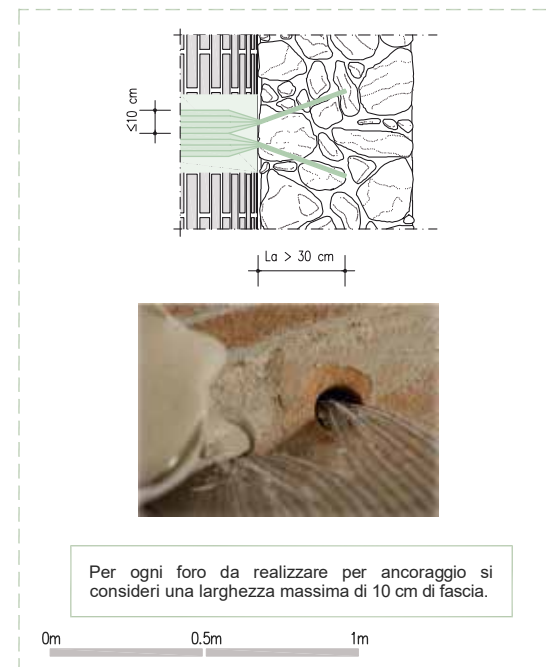 ≤10 cm
La > 30 cm
Per ogni foro da realizzare per ancoraggio si
consideri una larghezza massima di 10 cm di fascia.
0m 0.5m 1m